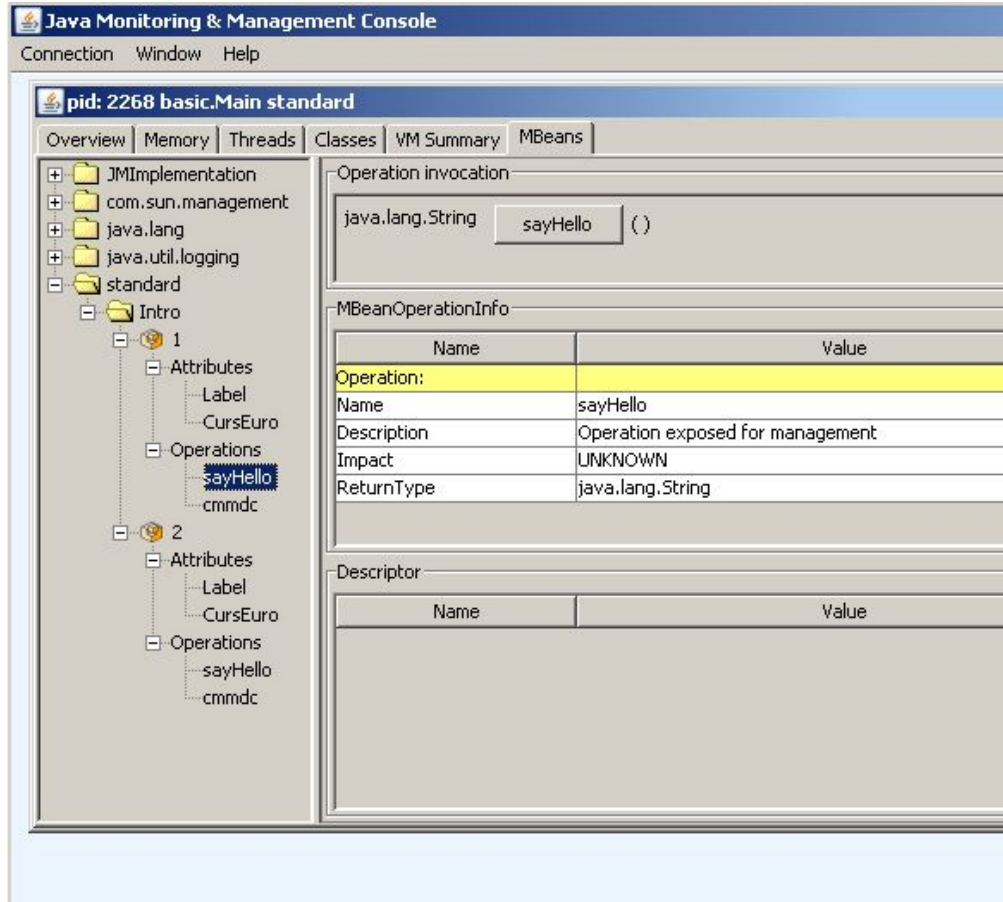 Java Monitoring & Management Console
Connection Window Help
pid: 2268 basic.Main standard
Overview Memory Threads Classes VM Summary MBeans
JMImplementation
com.sun.management
java.lang
java.util.logging
standard
Intro
1
Attributes
Label
CursEuro
Operations
sayHello
cmmdc
2
Attributes
Label
CursEuro
Operations
sayHello
cmmdc
Operation invocation
java.lang.String sayHello ( )
MBeanOperationInfo
Name Value
Operation:
Name sayHello
Description Operation exposed for management
Impact UNKNOWN
ReturnType java.lang.String
Descriptor
Name Value